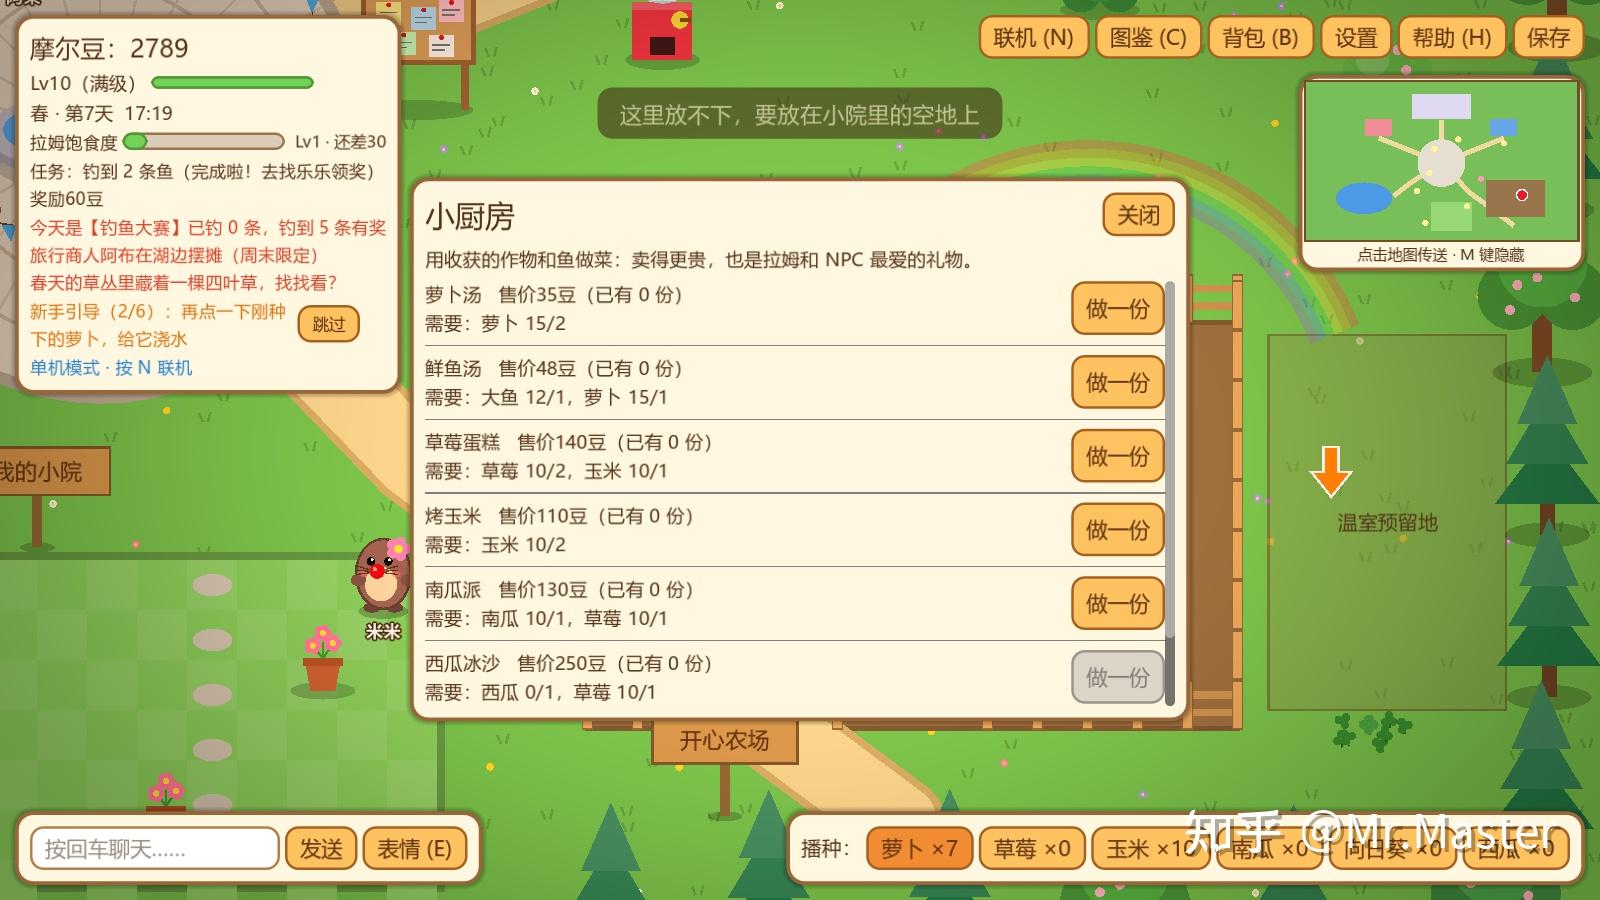 摩尔豆：2789
Lv10（满级）
春 · 第7天 17:19
拉姆饱食度 Lv1 · 还差30
任务：钓到 2 条鱼（完成啦！去找乐乐领奖）
奖励60豆
今天是【钓鱼大赛】已钓 0 条，钓到 5 条有奖
旅行商人阿布在湖边摆摊（周末限定）
春天的草丛里藏着一棵四叶草，找找看？
新手引导（2/6）：再点一下刚种
下的萝卜，给它浇水
跳过
单机模式 · 按 N 联机
联机 (N) 图鉴 (C) 背包 (B) 设置 帮助 (H) 保存
这里放不下，要放在小院里的空地上
点击地图传送 · M 键隐藏
小厨房
关闭
用收获的作物和鱼做菜：卖得更贵，也是拉姆和 NPC 最爱的礼物。
萝卜汤 售价35豆（已有 0 份）
需要：萝卜 15/2
做一份
鲜鱼汤 售价48豆（已有 0 份）
需要：大鱼 12/1，萝卜 15/1
做一份
草莓蛋糕 售价140豆（已有 0 份）
需要：草莓 10/2，玉米 10/1
做一份
烤玉米 售价110豆（已有 0 份）
需要：玉米 10/2
做一份
南瓜派 售价130豆（已有 0 份）
需要：南瓜 10/1，草莓 10/1
做一份
西瓜冰沙 售价250豆（已有 0 份）
需要：西瓜 0/1，草莓 10/1
做一份
我的小院
米米
温室预留地
开心农场
按回车聊天…… 发送 表情 (E)
播种： 萝卜 ×7 草莓 ×0 玉米 ×10 南瓜 ×0 向日葵 ×0 西瓜 ×0
知乎 @Mr.Master